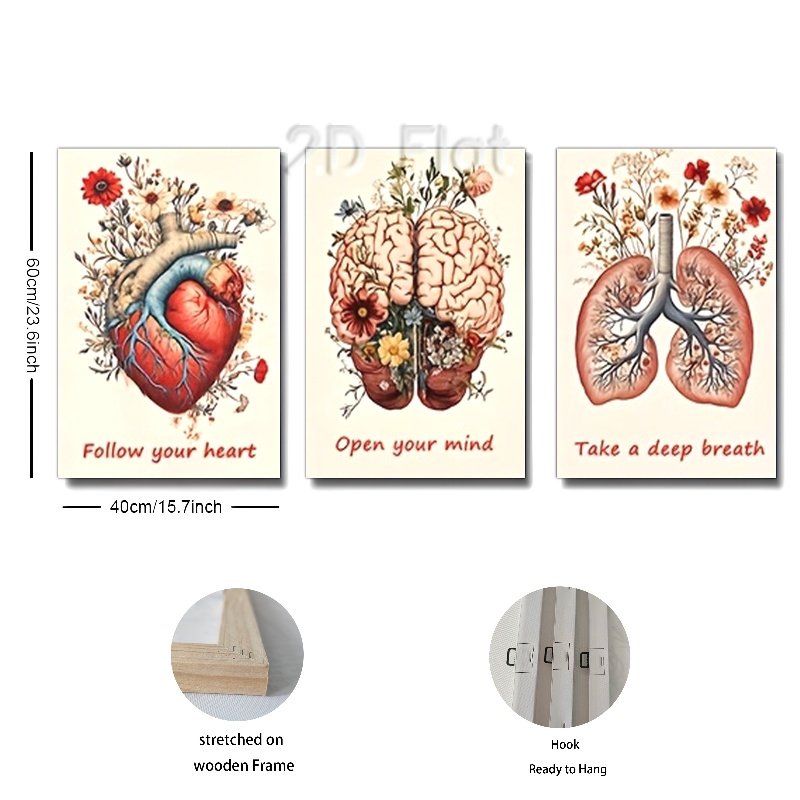 2D Flat
60cm/23.6inch
Follow your heart
Open your mind
Take a deep breath
40cm/15.7inch
stretched on
wooden Frame
Hook
Ready to Hang